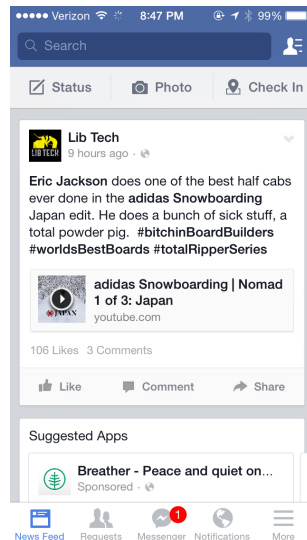 Verizon 8:47 PM 99%
Search
Status Photo Check In
LIB TECH
Lib Tech
9 hours ago
Eric Jackson does one of the best half cabs
ever done in the adidas Snowboarding
Japan edit. He does a bunch of sick stuff, a
total powder pig. #bitchinBoardBuilders
#worldsBestBoards #totalRipperSeries
JAPAN
adidas Snowboarding | Nomad
1 of 3: Japan
youtube.com
106 Likes 3 Comments
Like Comment Share
Suggested Apps
Breather - Peace and quiet on...
Sponsored
1
News Feed Requests Messenger Notifications More